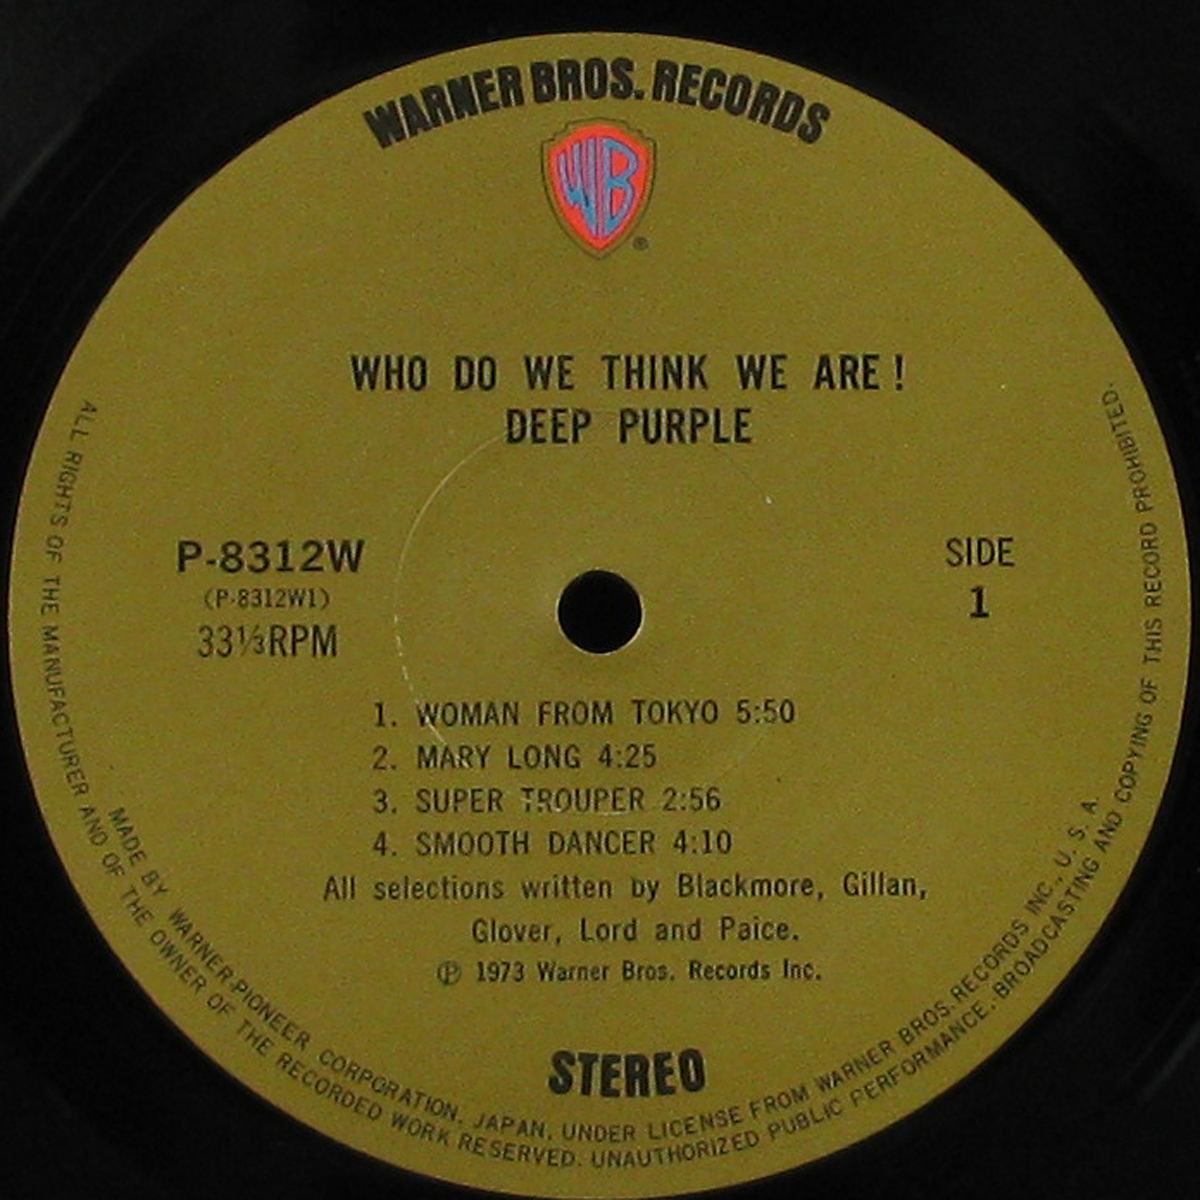 WARNER BROS. RECORDS
WB
®
WHO DO WE THINK WE ARE!
DEEP PURPLE
P-8312W
(P-8312W1)
33⅓RPM
SIDE
1
1. WOMAN FROM TOKYO 5:50
2. MARY LONG 4:25
3. SUPER TROUPER 2:56
4. SMOOTH DANCER 4:10
All selections written by Blackmore, Gillan,
Glover, Lord and Paice.
℗ 1973 Warner Bros. Records Inc.
STEREO
MADE BY WARNER-PIONEER CORPORATION, JAPAN, UNDER LICENSE FROM WARNER BROS. RECORDS INC., U. S. A.
ALL RIGHTS OF THE MANUFACTURER AND OF THE OWNER OF THE RECORDED WORK RESERVED. UNAUTHORIZED PUBLIC PERFORMANCE. BROADCASTING AND COPYING OF THIS RECORD PROHIBITED.